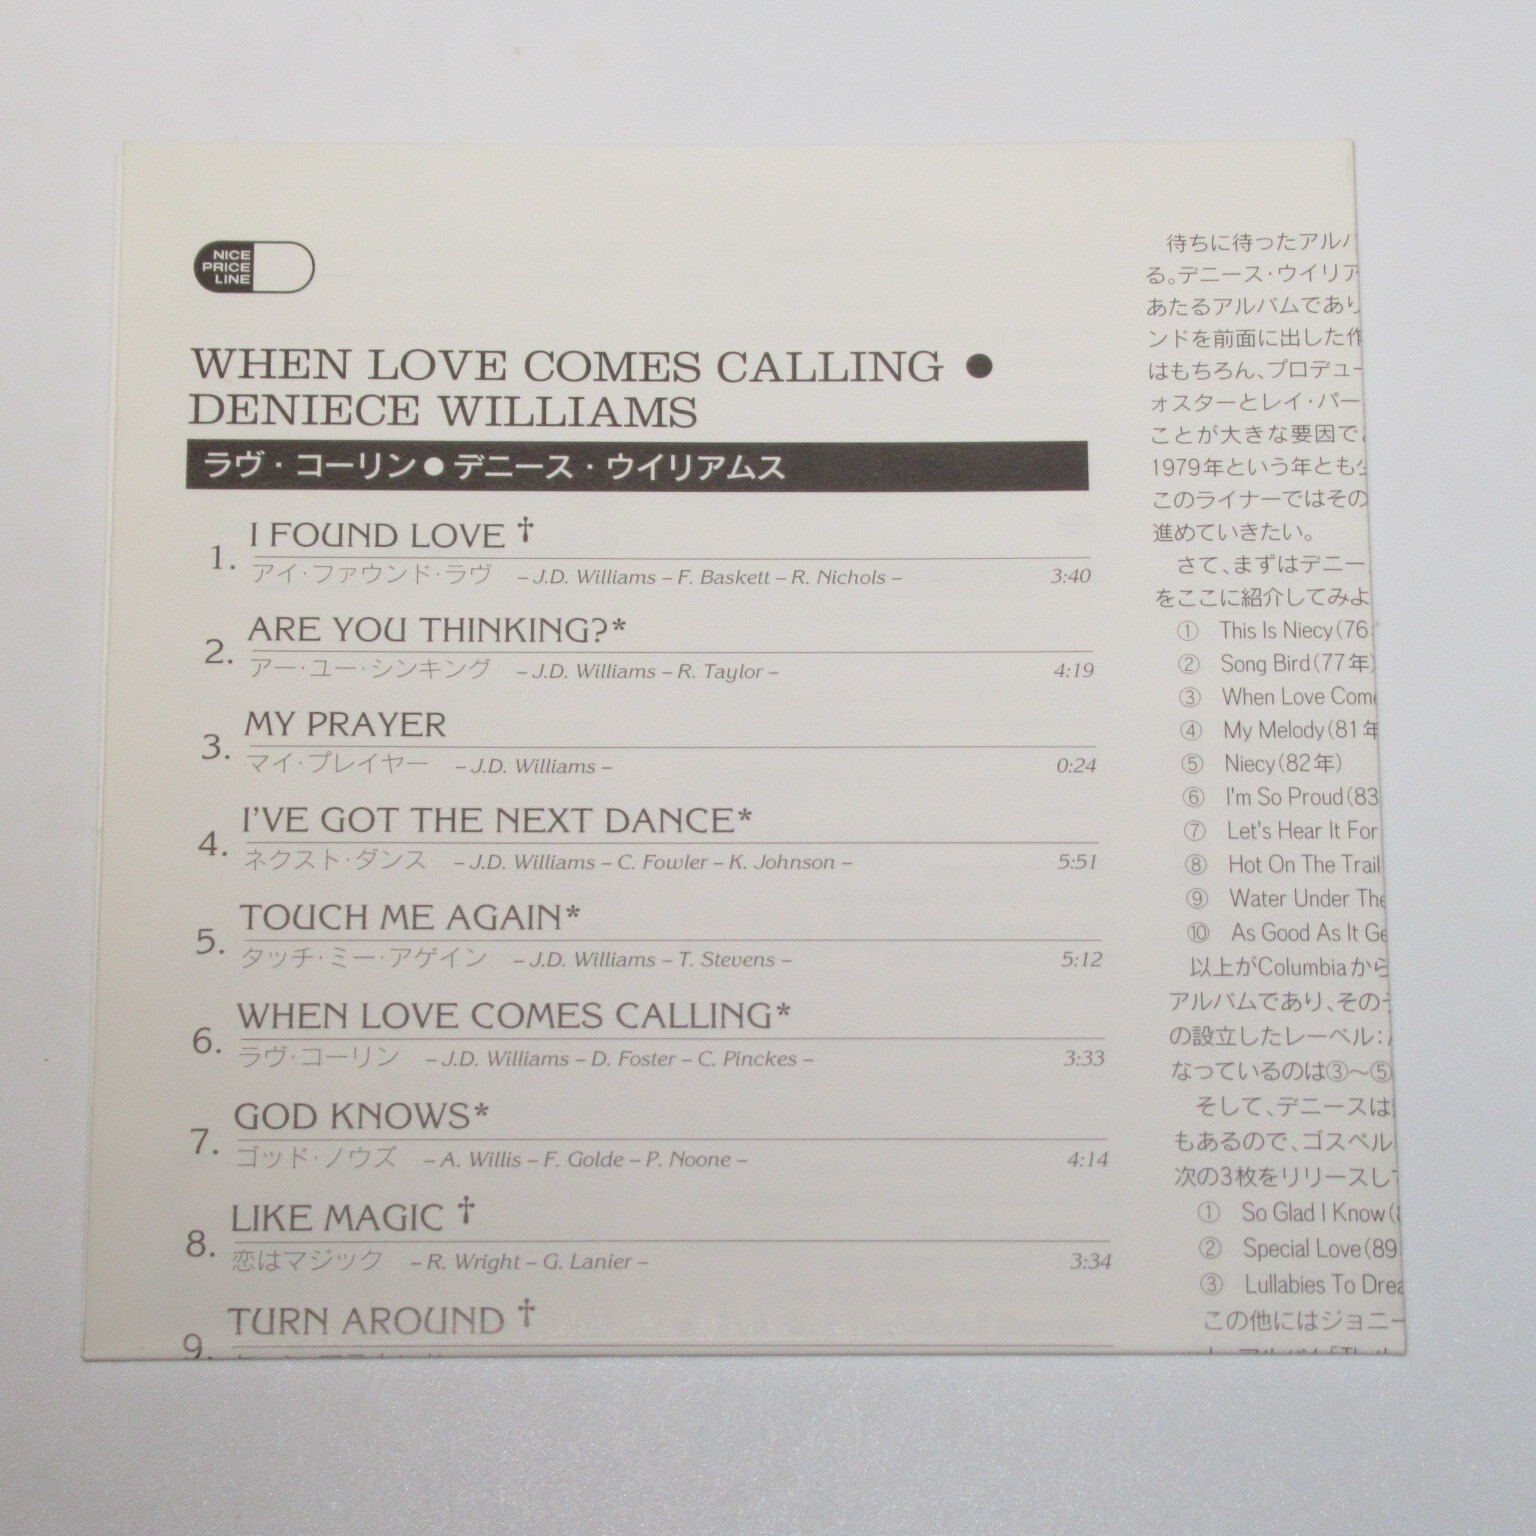 NICE
PRICE
LINE
WHEN LOVE COMES CALLING ●
DENIECE WILLIAMS
ラヴ・コーリン●デニース・ウイリアムス
1. I FOUND LOVE †
アイ・ファウンド・ラヴ – J.D. Williams – F. Baskett – R. Nichols – 3:40
2. ARE YOU THINKING?*
アー・ユー・シンキング – J.D. Williams – R. Taylor – 4:19
3. MY PRAYER
マイ・プレイヤー – J.D. Williams – 0:24
4. I'VE GOT THE NEXT DANCE*
ネクスト・ダンス – J.D. Williams – C. Fowler – K. Johnson – 5:51
5. TOUCH ME AGAIN*
タッチ・ミー・アゲイン – J.D. Williams – T. Stevens – 5:12
6. WHEN LOVE COMES CALLING*
ラヴ・コーリン – J.D. Williams – D. Foster – C. Pinckes – 3:33
7. GOD KNOWS*
ゴッド・ノウズ – A. Willis – F. Golde – P. Noone – 4:14
8. LIKE MAGIC †
恋はマジック – R. Wright – G. Lanier – 3:34
9. TURN AROUND †
待ちに待ったアル
る。デニース・ウイリア
あたるアルバムであり
ンドを前面に出した作
はもちろん、プロデュー
ォスターとレイ・パー
ことが大きな要因で
1979年という年とも
このライナーではその
進めていきたい。
さて、まずはデニー
をここに紹介してみよ
① This Is Niecy(76
② Song Bird(77年)
③ When Love Com
④ My Melody(81年
⑤ Niecy(82年)
⑥ I'm So Proud(83
⑦ Let's Hear It For
⑧ Hot On The Trail
⑨ Water Under The
⑩ As Good As It Ge
以上がColumbiaから
アルバムであり、その
の設立したレーベル:
なっているのは③〜⑤
そして、デニースは
もあるので、ゴスペル
次の3枚をリリースし
① So Glad I Know(
② Special Love(89
③ Lullabies To Drea
この他にはジョニー